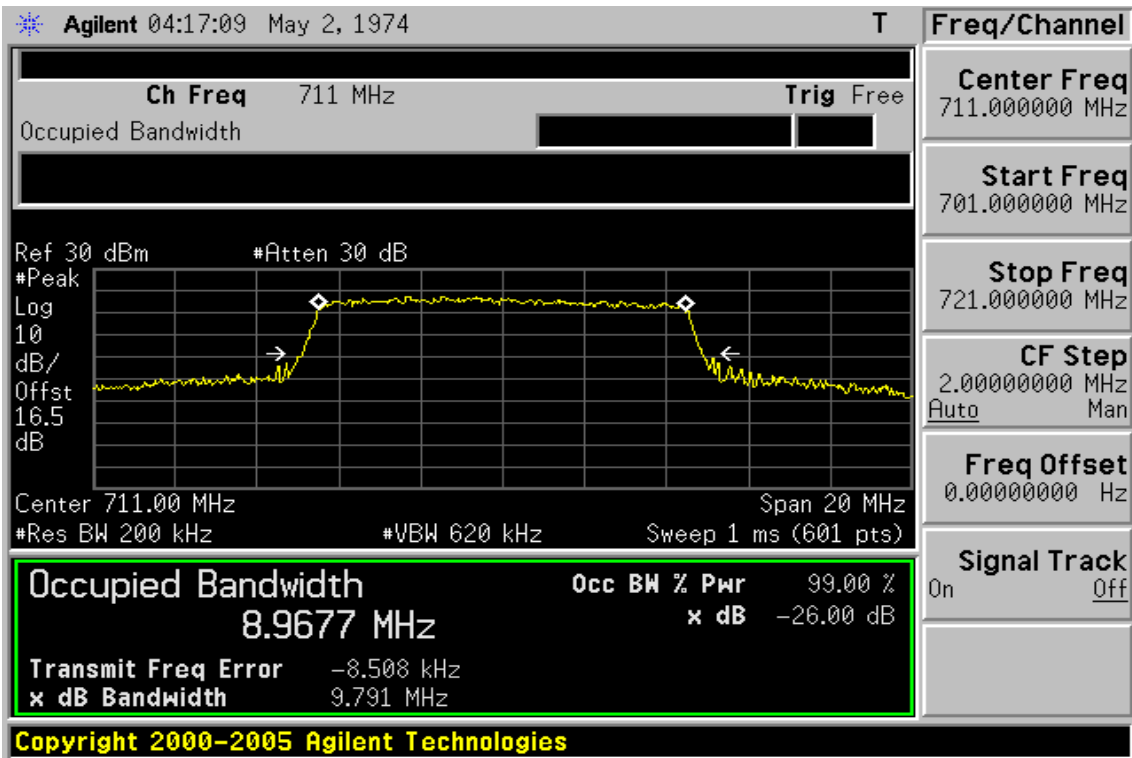 Agilent 04:17:09 May 2, 1974 T
Ch Freq 711 MHz Trig Free
Occupied Bandwidth
Ref 30 dBm #Atten 30 dB
#Peak
Log
10
dB/
Offst
16.5
dB
Center 711.00 MHz Span 20 MHz
#Res BW 200 kHz #VBW 620 kHz Sweep 1 ms (601 pts)
Occupied Bandwidth
8.9677 MHz
Occ BW % Pwr 99.00 %
x dB -26.00 dB
Transmit Freq Error -8.508 kHz
x dB Bandwidth 9.791 MHz
Copyright 2000-2005 Agilent Technologies
Freq/Channel
Center Freq
711.000000 MHz
Start Freq
701.000000 MHz
Stop Freq
721.000000 MHz
CF Step
2.00000000 MHz
Auto Man
Freq Offset
0.00000000 Hz
Signal Track
On Off